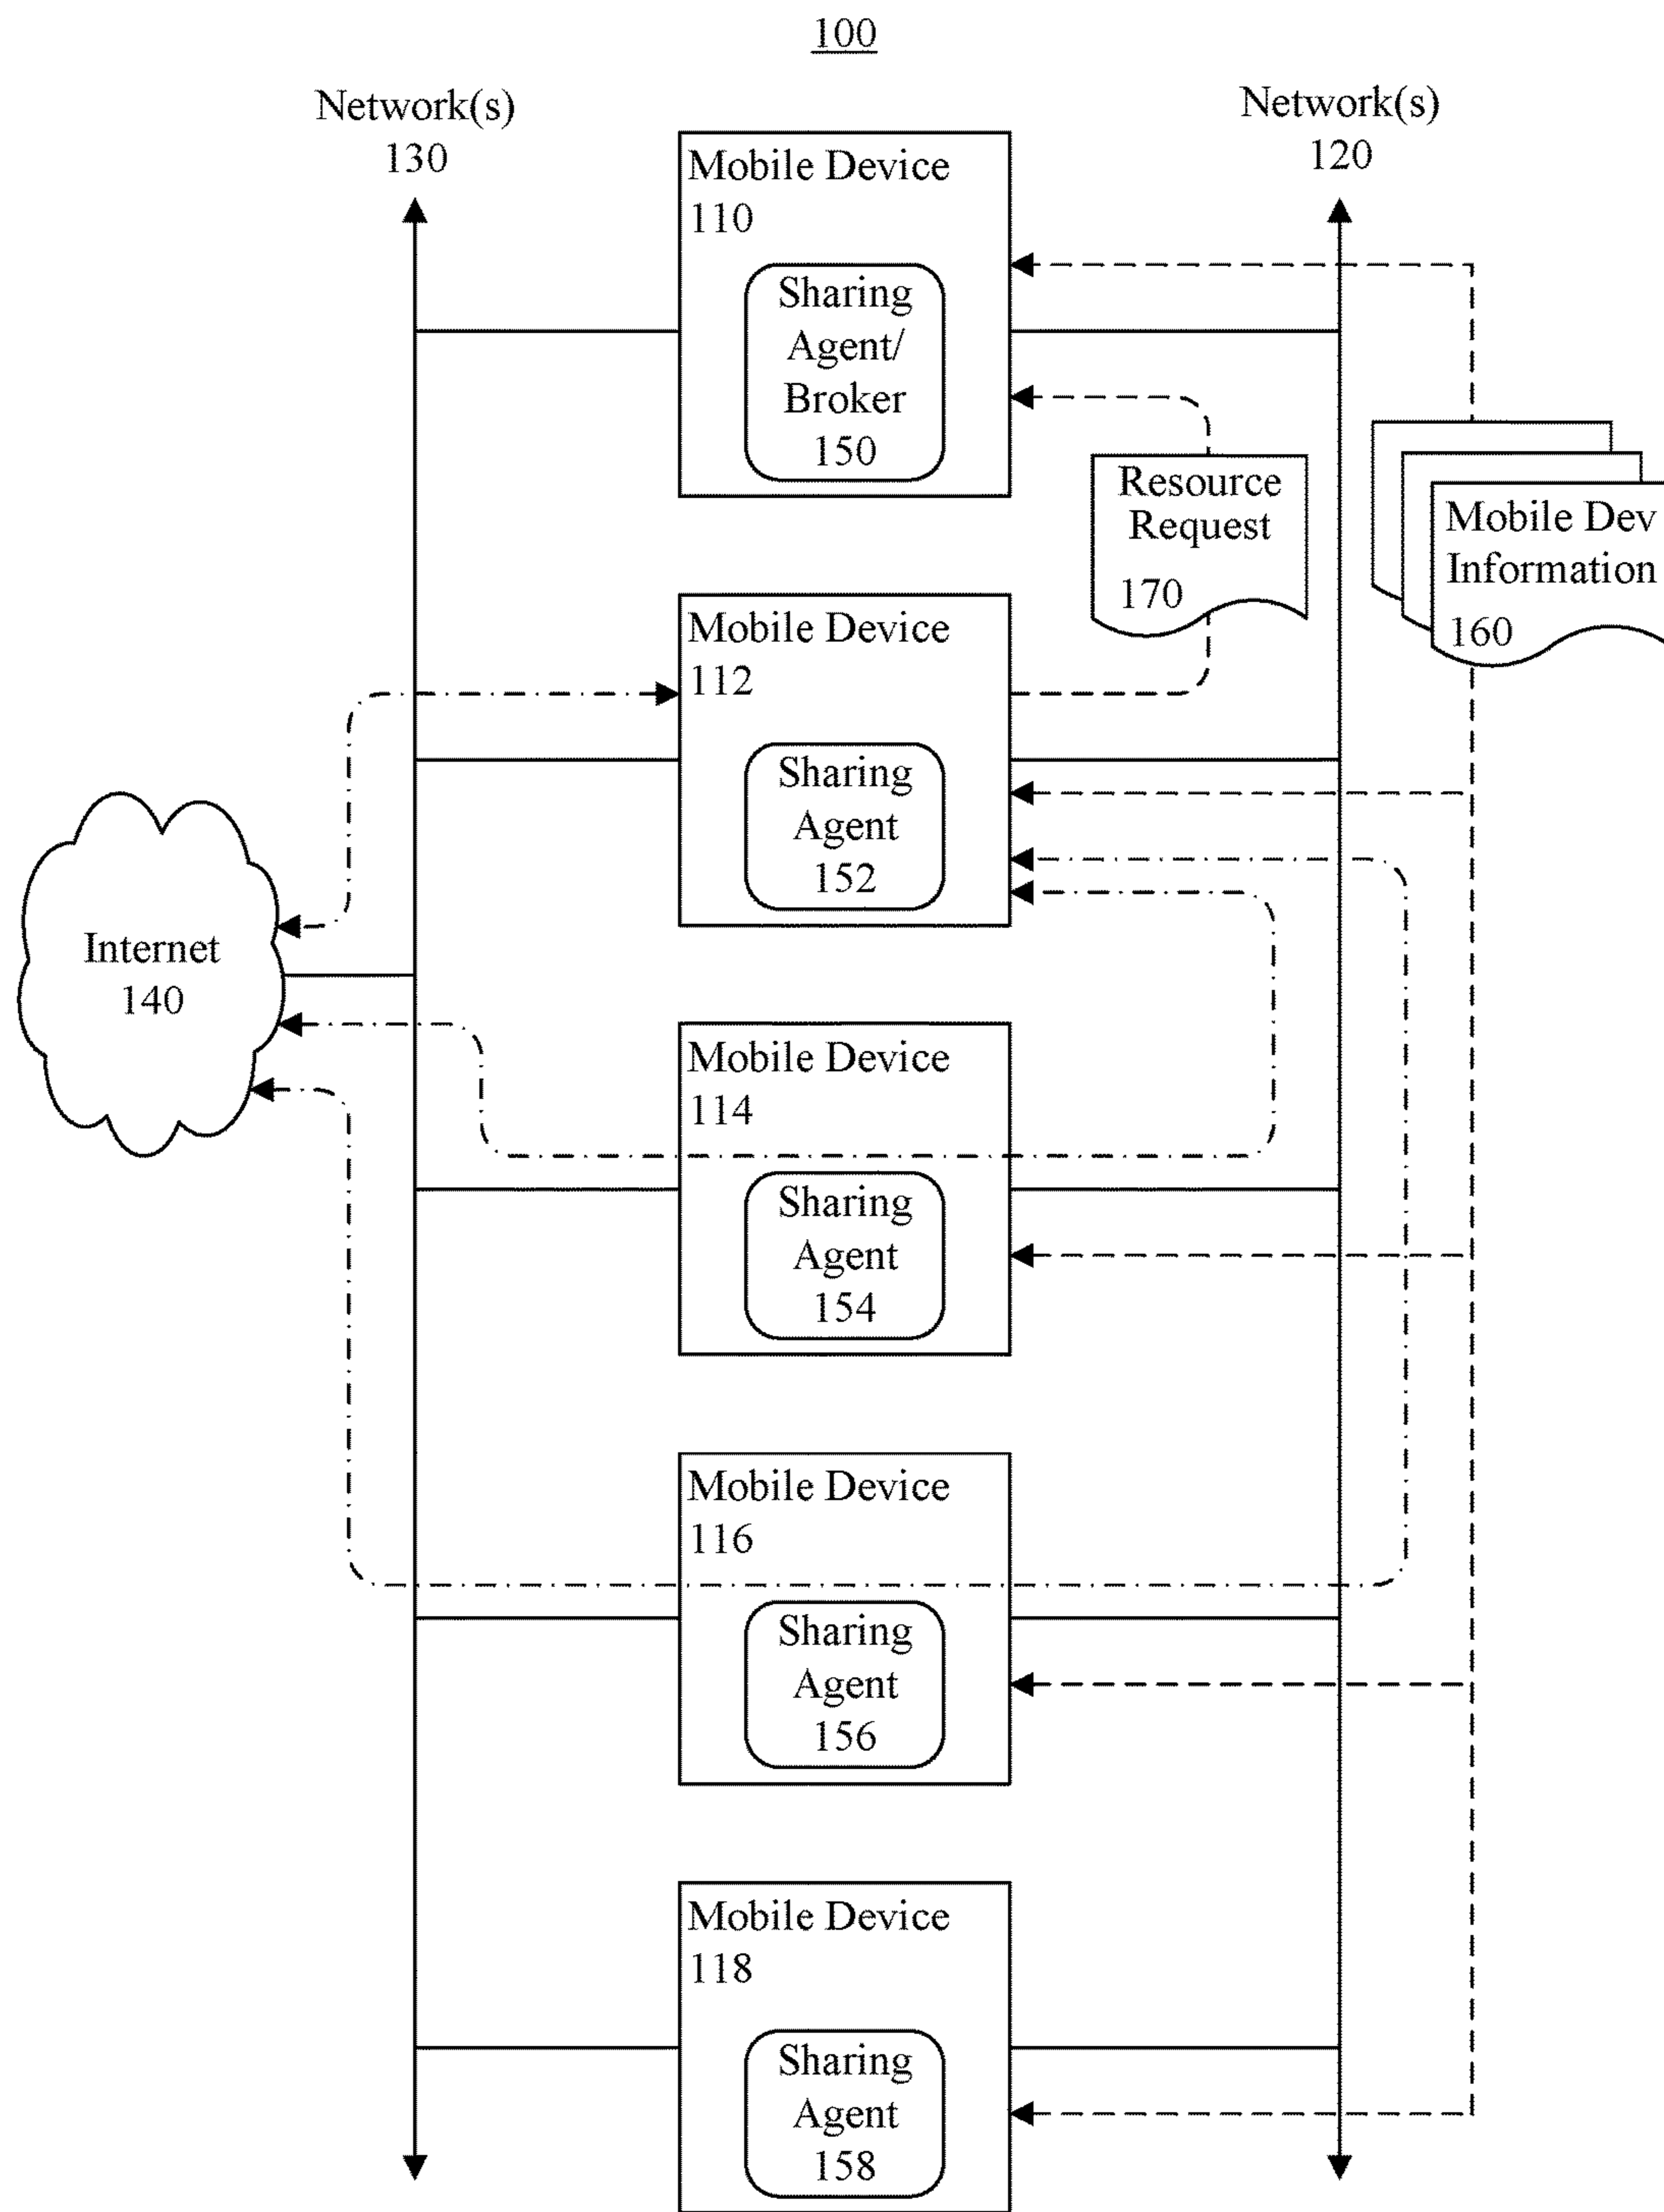 100
Network(s)
130
Network(s)
120
Mobile Device
110
Sharing
Agent/
Broker
150
Resource
Request
170
Mobile Dev
Information
160
Mobile Device
112
Sharing
Agent
152
Internet
140
Mobile Device
114
Sharing
Agent
154
Mobile Device
116
Sharing
Agent
156
Mobile Device
118
Sharing
Agent
158